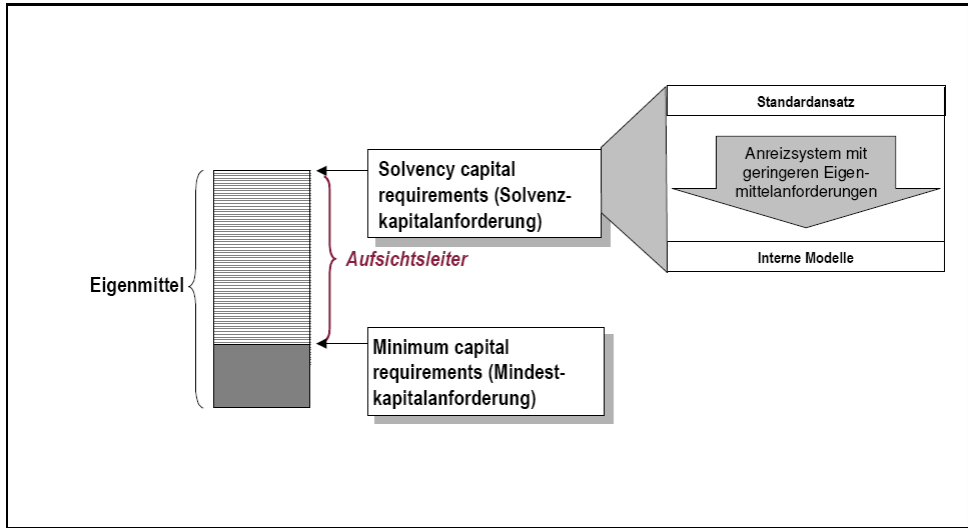 Standardansatz
Anreizsystem mit
geringeren Eigen-
mittelanforderungen
Interne Modelle
Solvency capital
requirements (Solvenz-
kapitalanforderung)
Aufsichtsleiter
Eigenmittel
Minimum capital
requirements (Mindest-
kapitalanforderung)